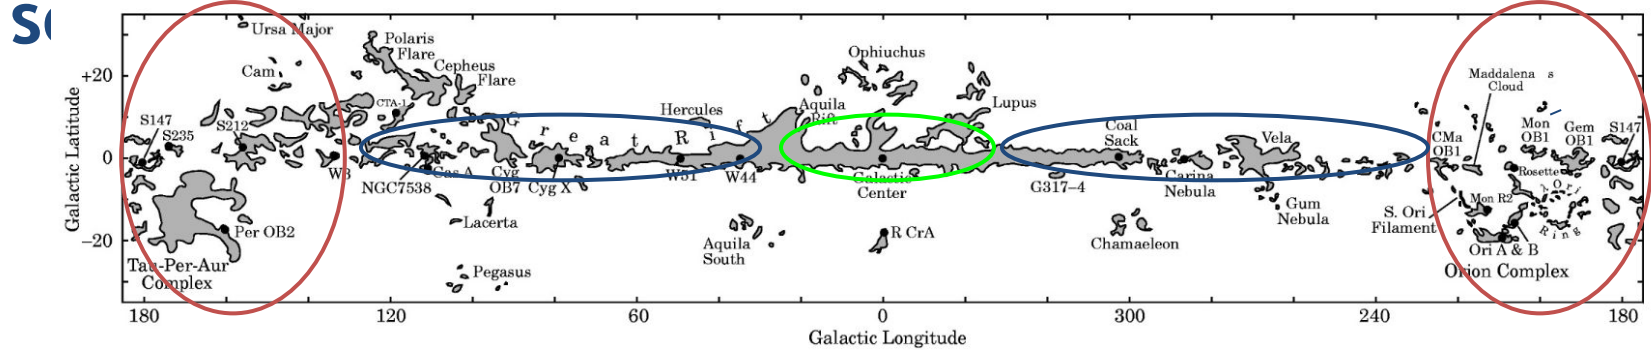 Ursa Major
Polaris
Flare
Cepheus
Flare
Cam
CTA-1
S147
S235
S212
W3
NGC7538
Cas A
Cyg
OB7
Cyg X
Great Rift
Hercules
W51
W44
Aquila
Rift
Ophiuchus
Lupus
Galactic
Center
Coal
Sack
G317-4
Carina
Nebula
Vela
Gum
Nebula
Maddalena s
Cloud
CMa
OB1
Mon
OB1
Gem
OB1
S147
Rosette
λ Ori
Ring
Mon R2
S. Ori
Filament
Ori A & B
Orion Complex
Per OB2
Tau-Per-Aur
Complex
Lacerta
Pegasus
Aquila
South
R CrA
Chamaeleon
+20
0
−20
Galactic Latitude
180
120
60
0
300
240
180
Galactic Longitude